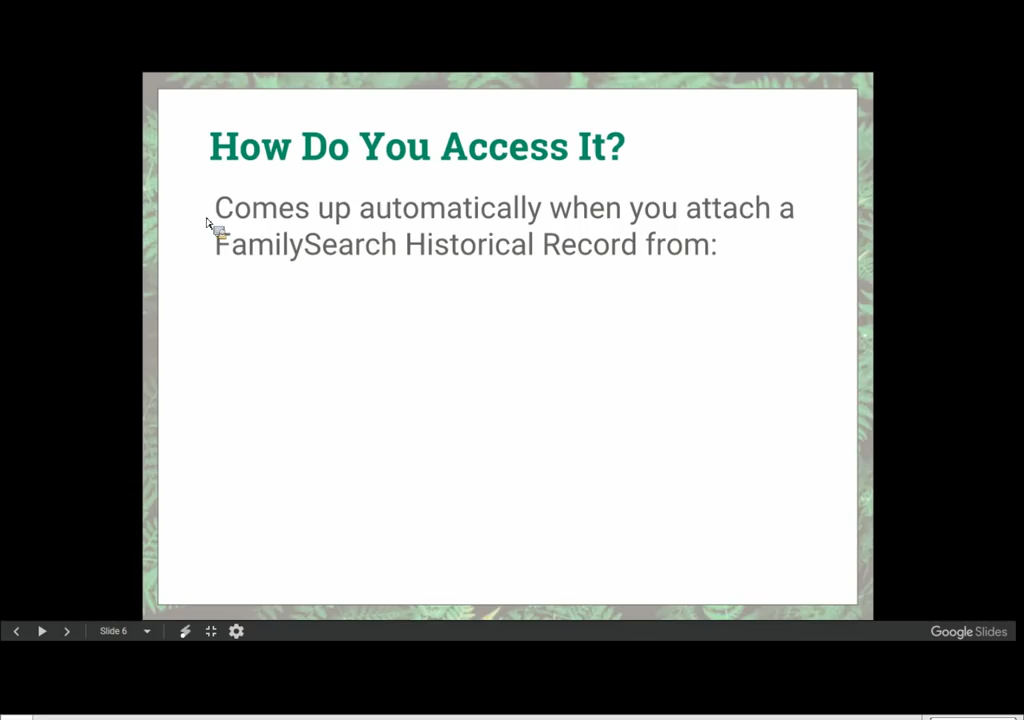 How Do You Access It?
Comes up automatically when you attach a
FamilySearch Historical Record from:
Slide 6
Google Slides